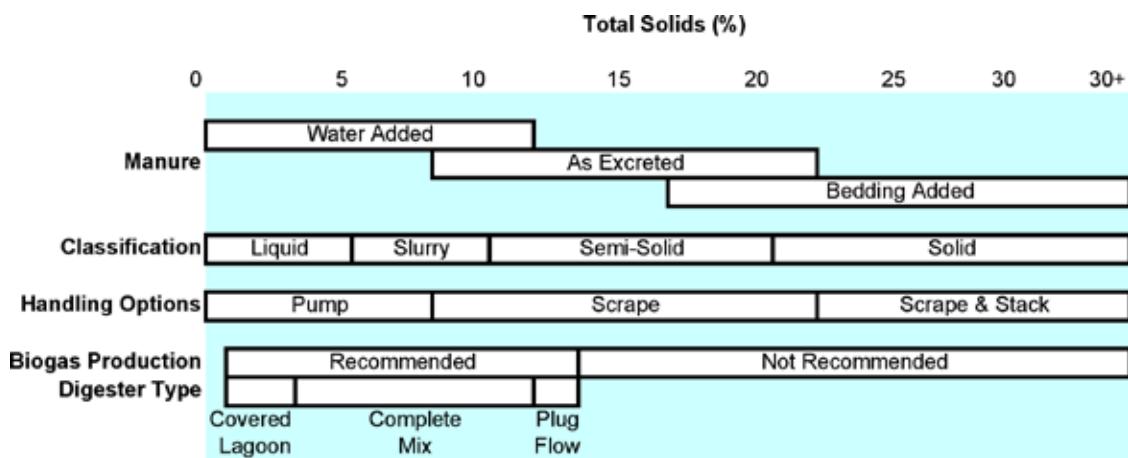 Total Solids (%)
0 5 10 15 20 25 30 30+
Water Added
Manure As Excreted
Bedding Added
Classification Liquid Slurry Semi-Solid Solid
Handling Options Pump Scrape Scrape & Stack
Biogas Production Recommended Not Recommended
Digester Type
Covered Complete Plug
Lagoon Mix Flow